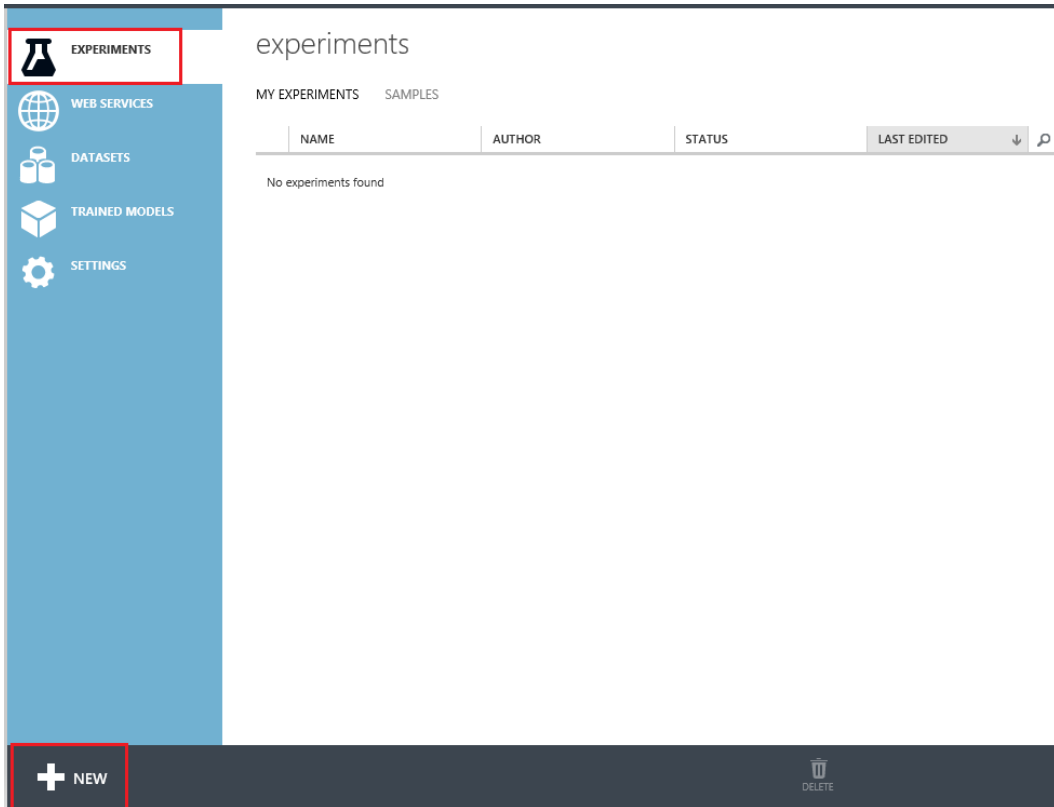 EXPERIMENTS
WEB SERVICES
DATASETS
TRAINED MODELS
SETTINGS
experiments
MY EXPERIMENTS SAMPLES
NAME AUTHOR STATUS LAST EDITED
No experiments found
NEW
DELETE